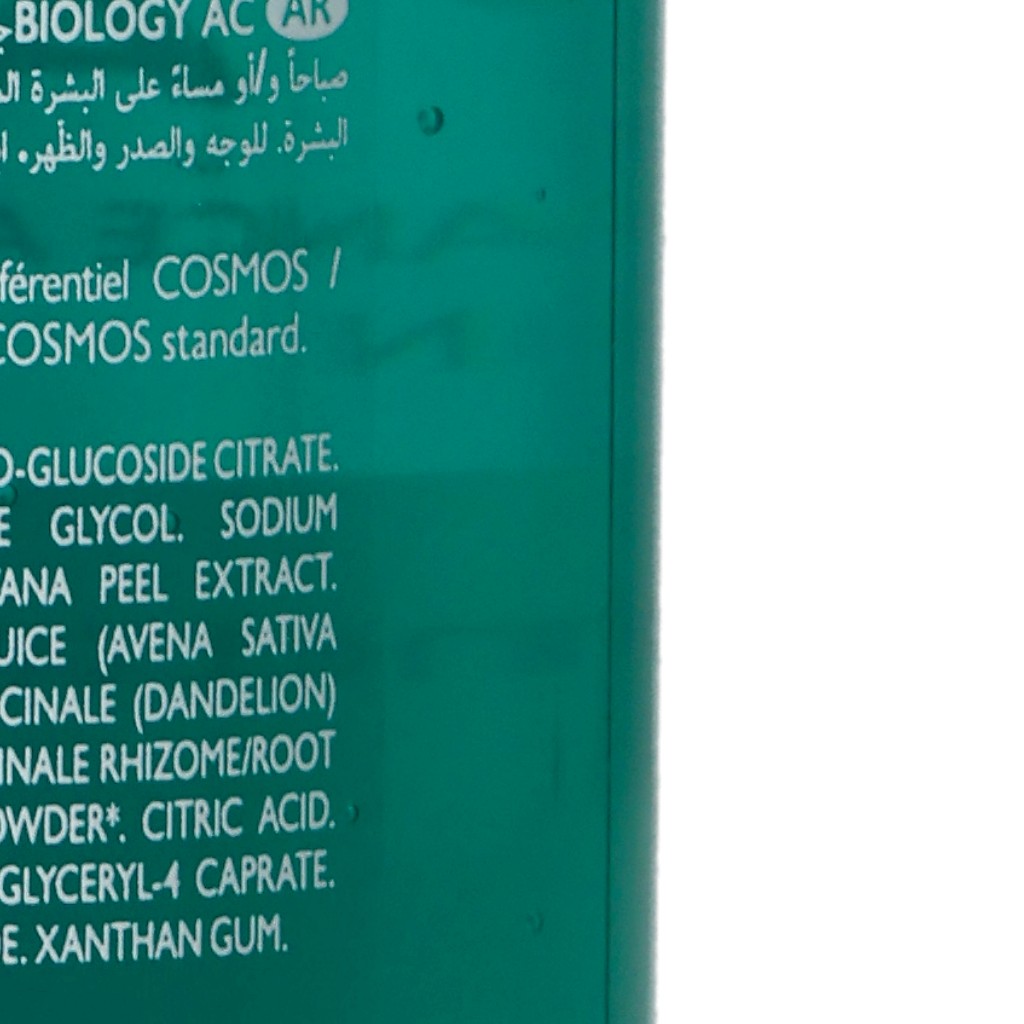 BIOLOGY AC AR
صباحاً و/أو مساءً على البشرة
البشرة. للوجه والصدر والظهر.
férentiel COSMOS /
COSMOS standard.
O-GLUCOSIDE CITRATE.
E GLYCOL. SODIUM
ANA PEEL EXTRACT.
UICE (AVENA SATIVA
CINALE (DANDELION)
INALE RHIZOME/ROOT
OWDER*. CITRIC ACID.
GLYCERYL-4 CAPRATE.
E. XANTHAN GUM.